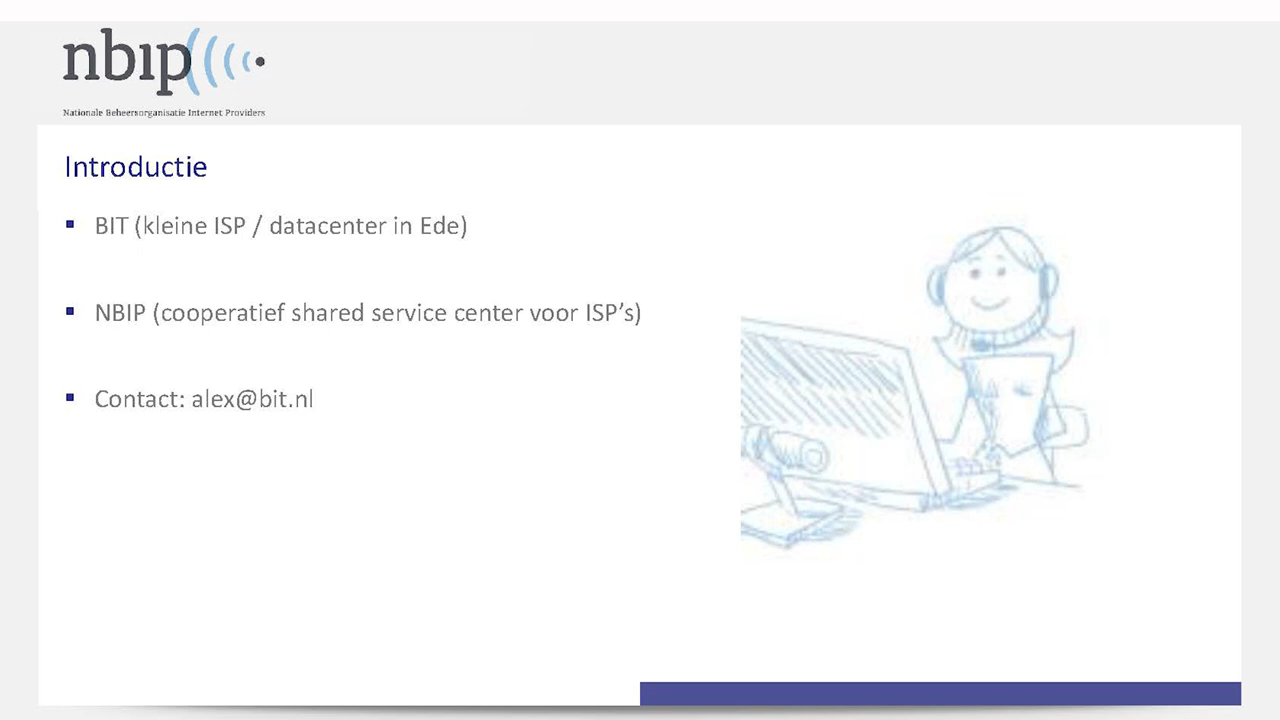 nbip
Nationale Beheersorganisatie Internet Providers
Introductie
▪ BIT (kleine ISP / datacenter in Ede)
▪ NBIP (cooperatief shared service center voor ISP’s)
▪ Contact: alex@bit.nl